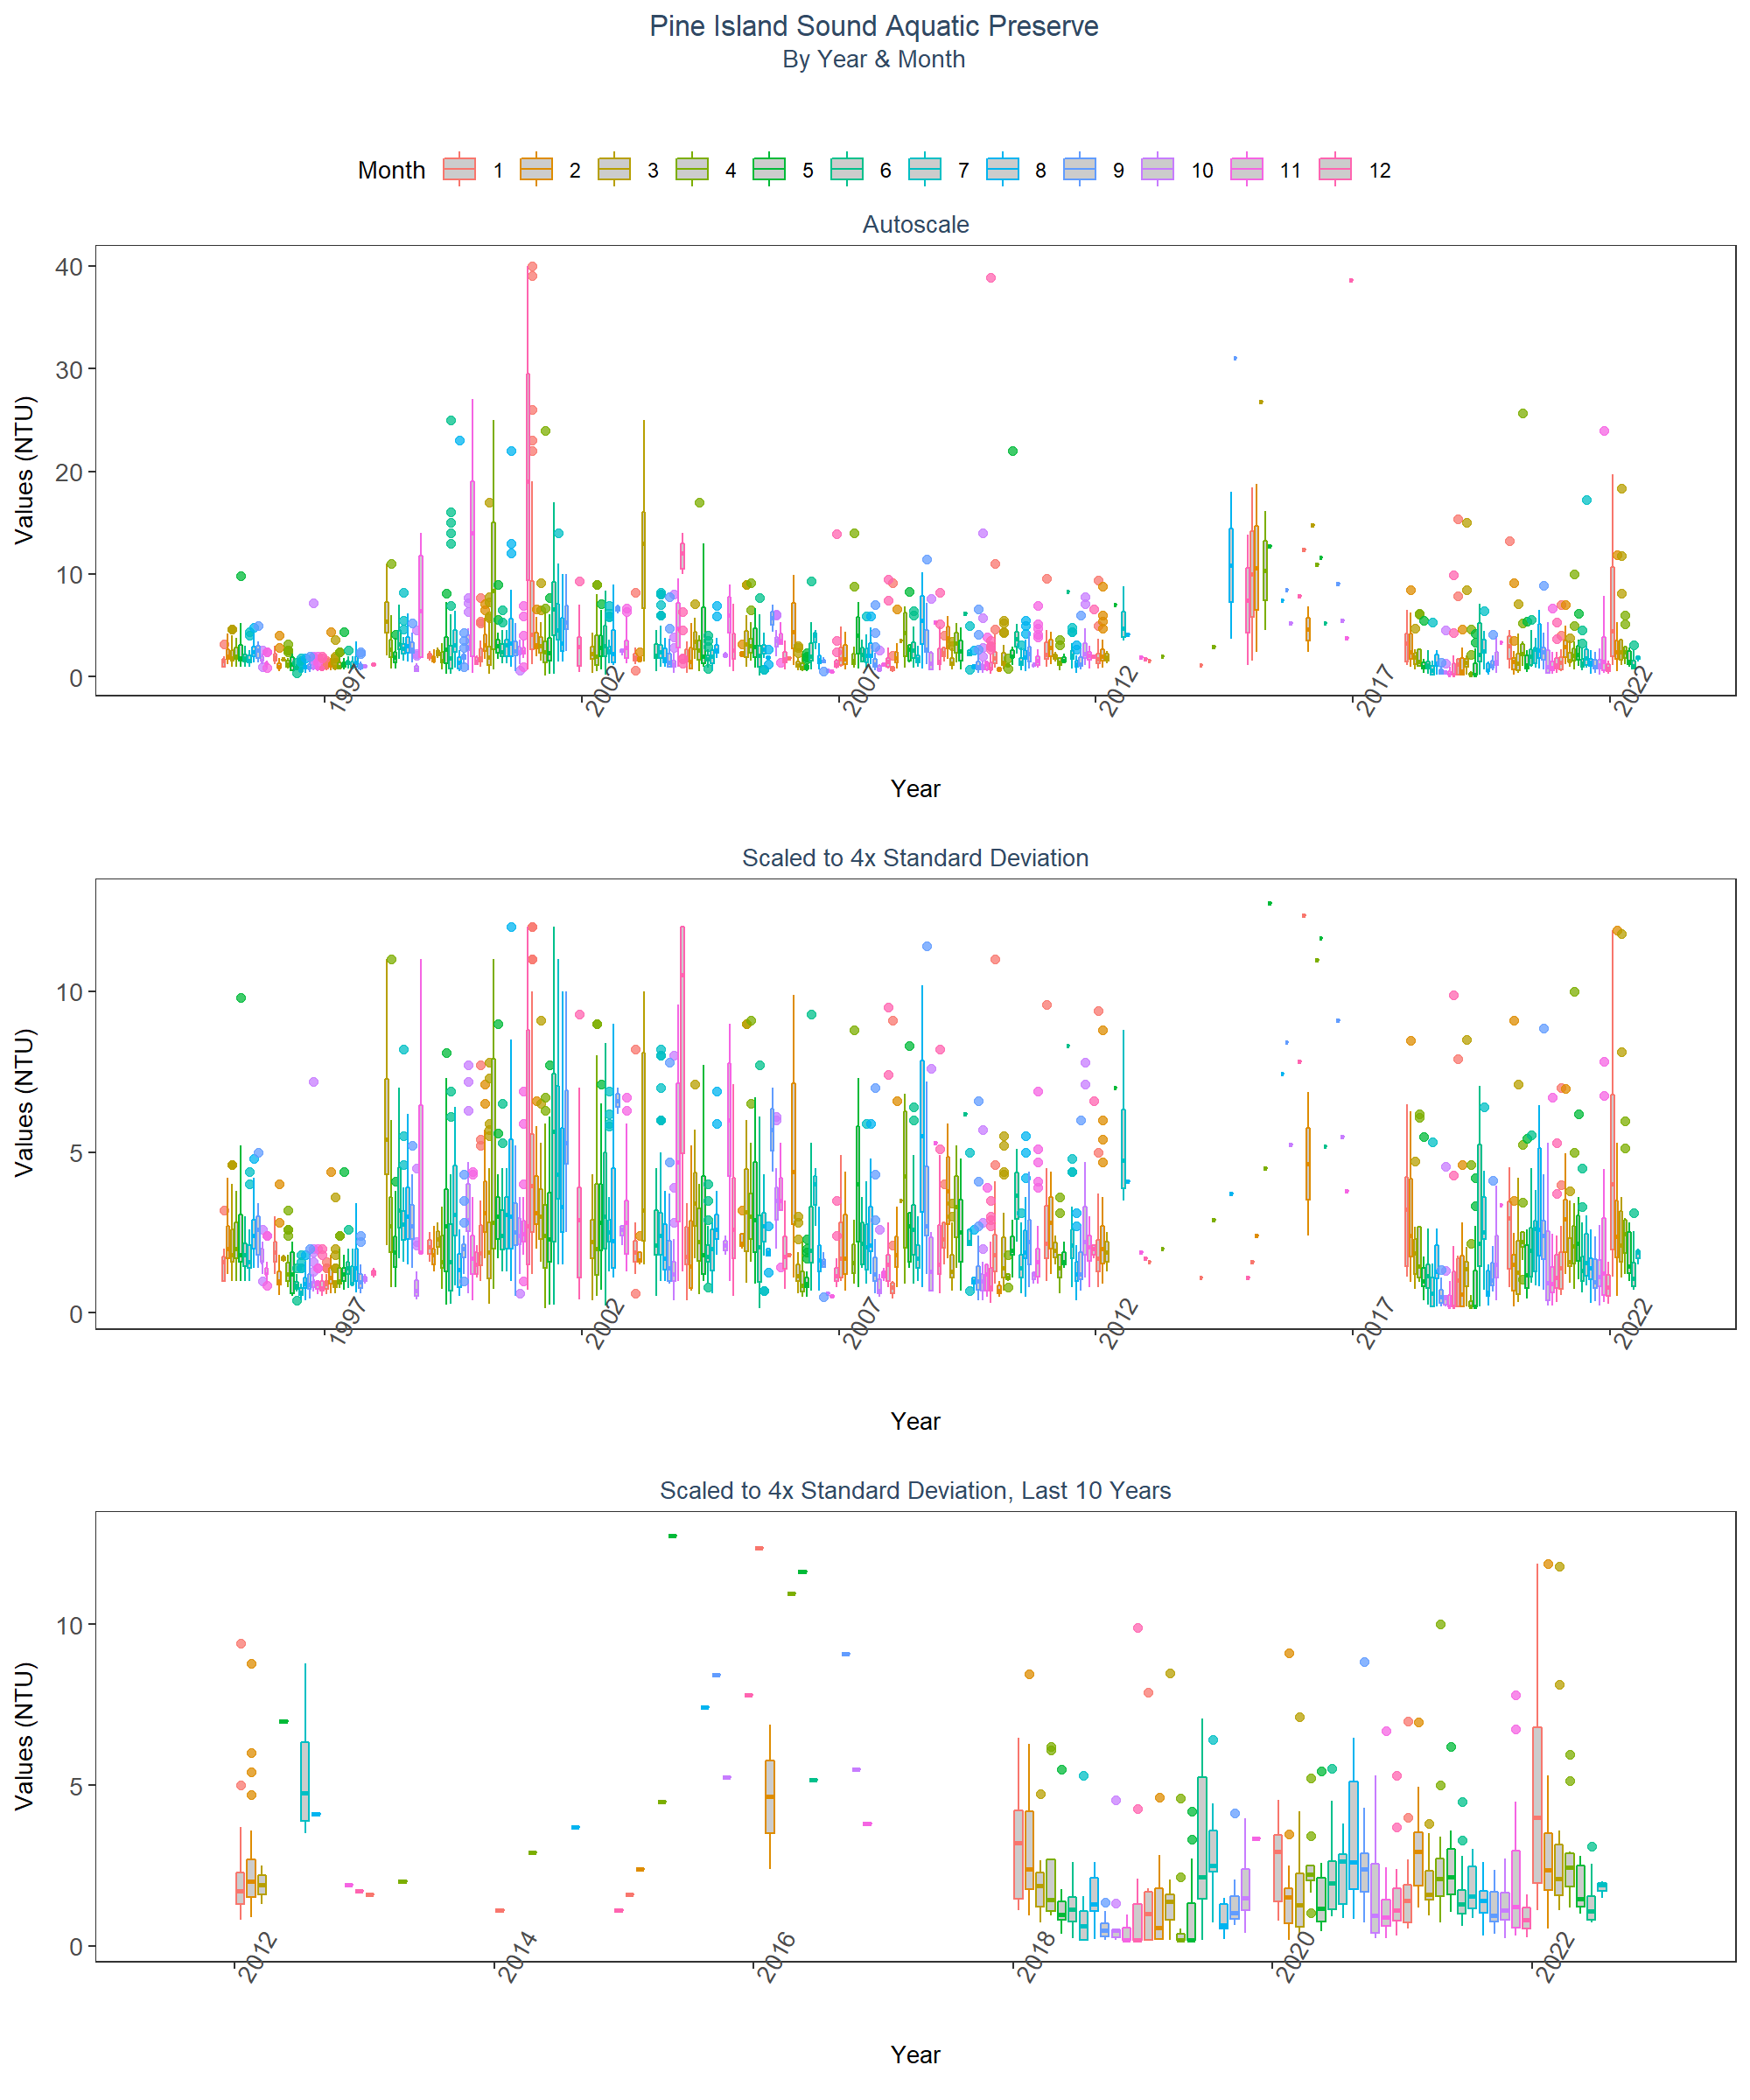 Pine Island Sound Aquatic Preserve
By Year & Month
Month 1 2 3 4 5 6 7 8 9 10 11 12
Autoscale
Values (NTU)
40
30
20
10
0
1997 2002 2007 2012 2017 2022
Year
Scaled to 4x Standard Deviation
Values (NTU)
10
5
0
1997 2002 2007 2012 2017 2022
Year
Scaled to 4x Standard Deviation, Last 10 Years
Values (NTU)
10
5
0
2012 2014 2016 2018 2020 2022
Year